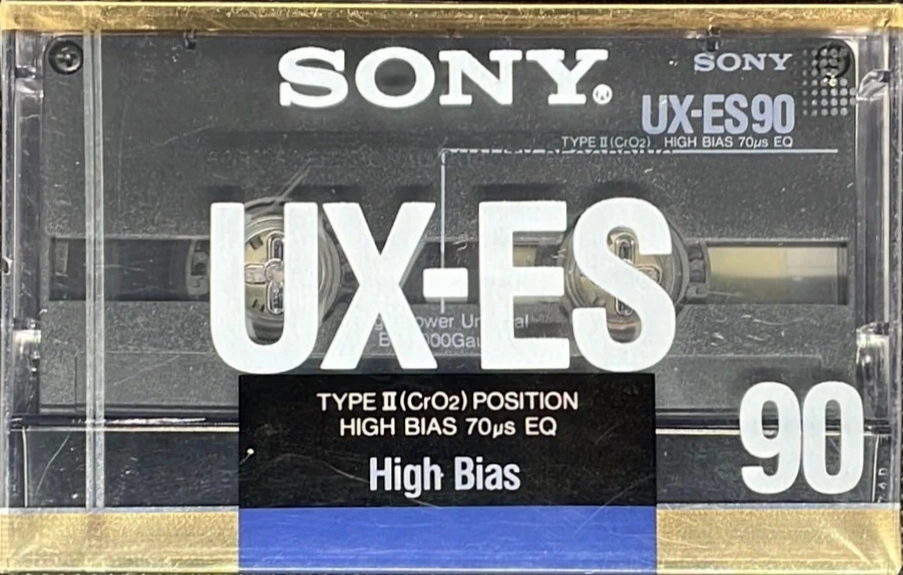 SONY®
SONY
UX-ES90
TYPE II (CrO2) HIGH BIAS 70μs EQ
UX-ES
TYPE II (CrO2) POSITION
HIGH BIAS 70μs EQ
High Bias
90